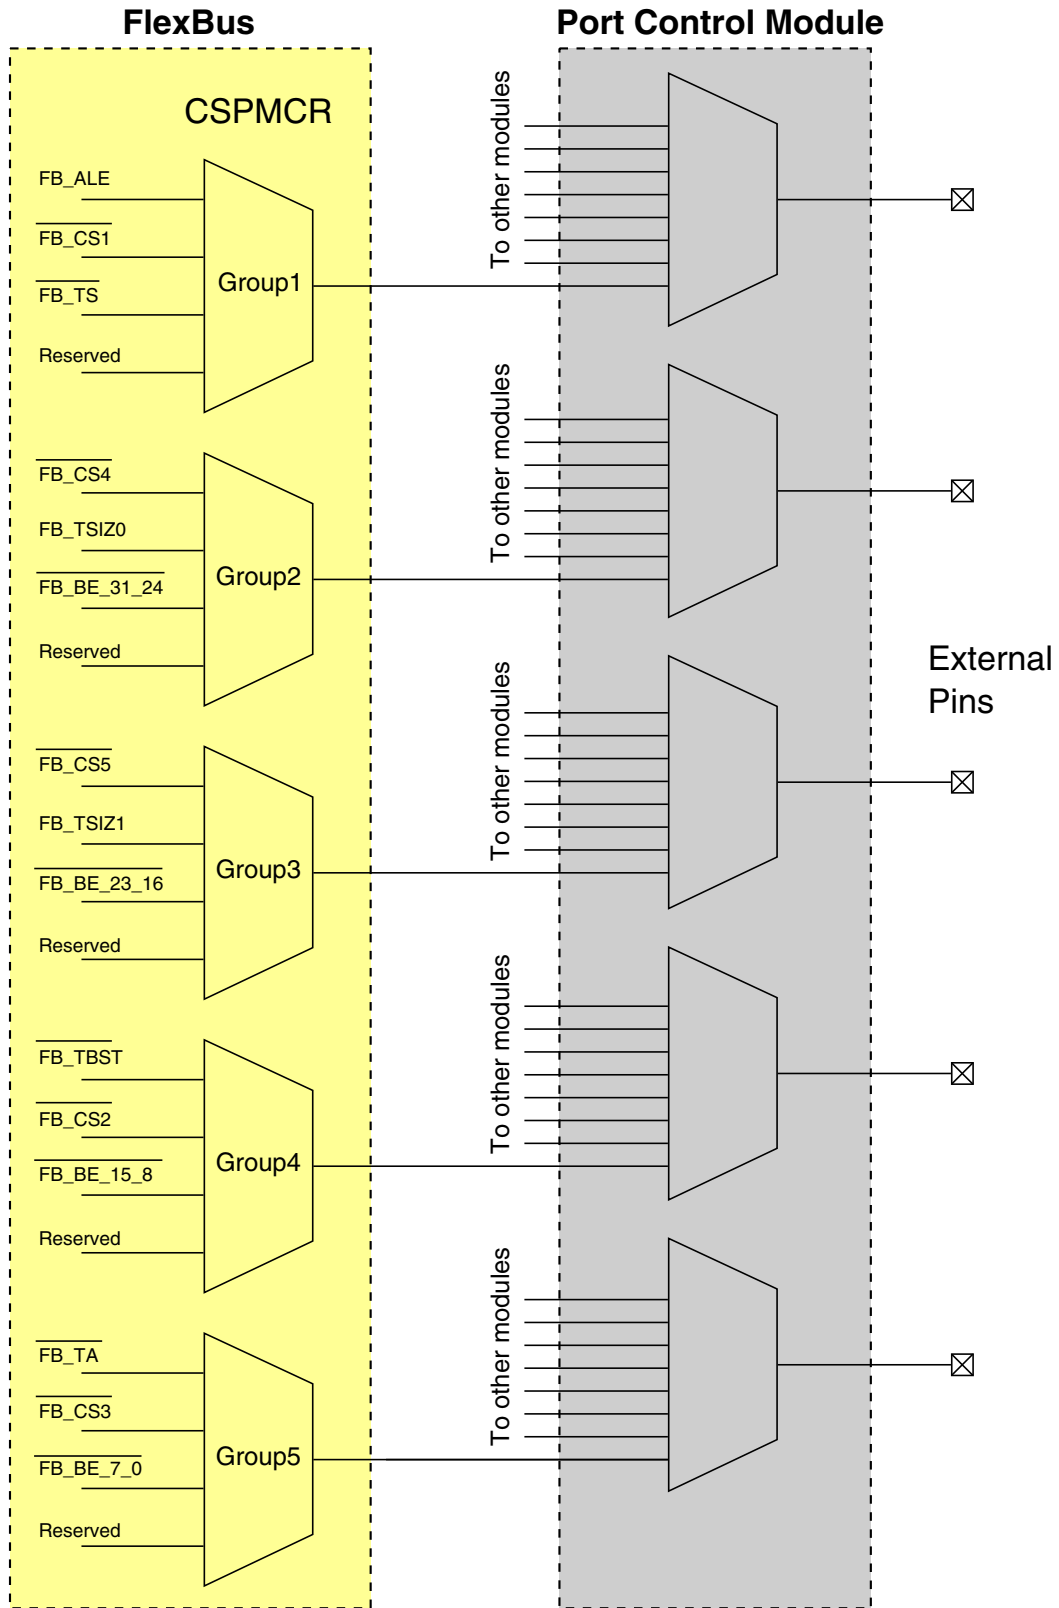 FlexBus
Port Control Module
CSPMCR
FB_ALE
FB_CS1
FB_TS
Reserved
Group1
To other modules
FB_CS4
FB_TSIZ0
FB_BE_31_24
Reserved
Group2
To other modules
External
Pins
FB_CS5
FB_TSIZ1
FB_BE_23_16
Reserved
Group3
To other modules
FB_TBST
FB_CS2
FB_BE_15_8
Reserved
Group4
To other modules
FB_TA
FB_CS3
FB_BE_7_0
Reserved
Group5
To other modules